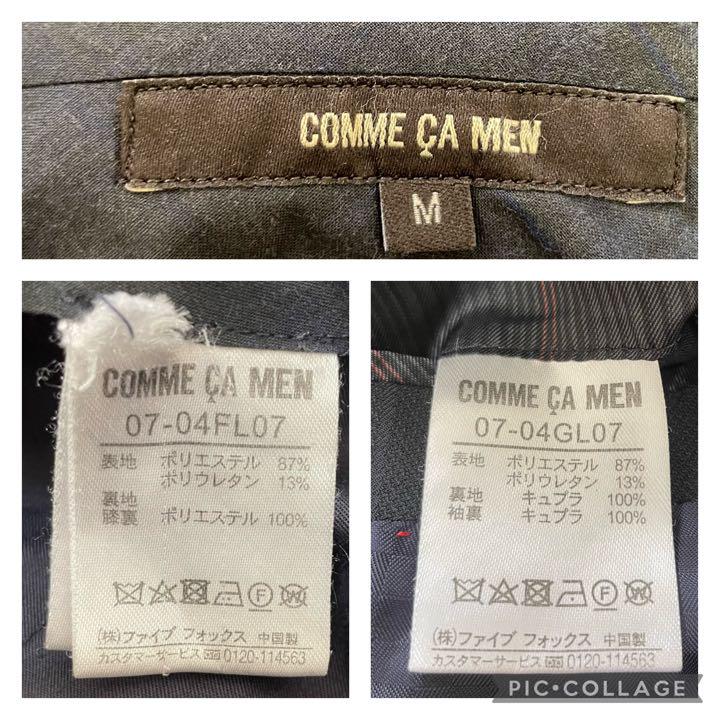 COMME ÇA MEN
M
COMME ÇA MEN
07-04FL07
表地 ポリエステル 87%
ポリウレタン 13%
裏地
膝裏 ポリエステル 100%
F W
(株)ファイブ フォックス 中国製
カスタマーサービス 0120-114563
COMME ÇA MEN
07-04GL07
表地 ポリエステル 87%
ポリウレタン 13%
裏地 キュプラ 100%
袖裏 キュプラ 100%
F W
(株)ファイブ フォックス 中国製
カスタマーサービス 0120-114563
PIC•COLLAGE